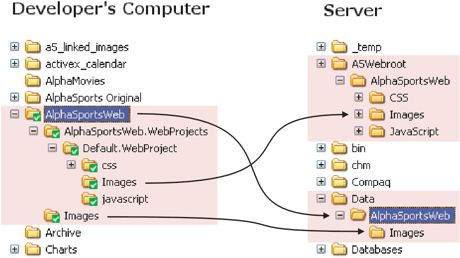 Developer's Computer
a5_linked_images
activex_calendar
AlphaMovies
AlphaSports Original
AlphaSportsWeb
AlphaSportsWeb.WebProjects
Default.WebProject
css
Images
javascript
Images
Archive
Charts
Server
_temp
A5Webroot
AlphaSportsWeb
CSS
Images
JavaScript
bin
chm
Compaq
Data
AlphaSportsWeb
Images
Databases